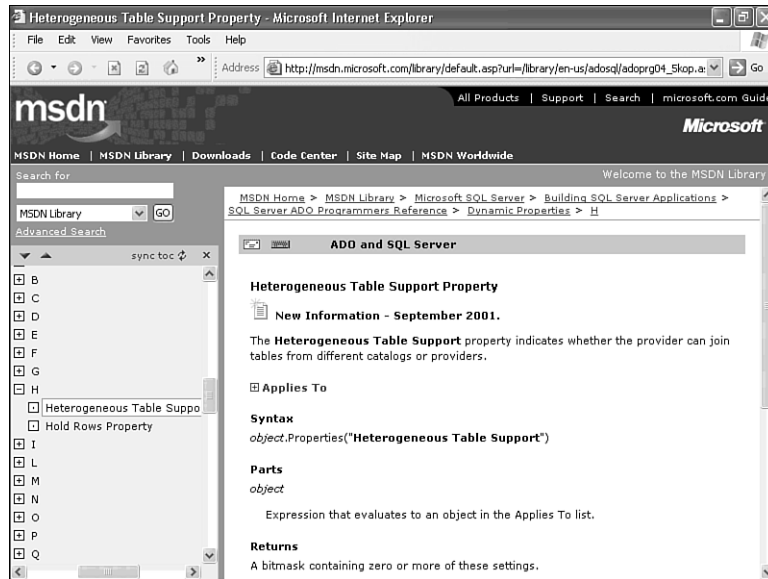 Heterogeneous Table Support Property - Microsoft Internet Explorer
File Edit View Favorites Tools Help
Address http://msdn.microsoft.com/library/default.asp?url=/library/en-us/adosql/adoprg04_5kop.a Go
All Products | Support | Search | microsoft.com Guide
msdn
Microsoft
MSDN Home | MSDN Library | Downloads | Code Center | Site Map | MSDN Worldwide
Search for
Welcome to the MSDN Library
MSDN Library GO
Advanced Search
sync toc
B
C
D
E
F
G
H
Heterogeneous Table Suppo
Hold Rows Property
I
L
M
N
O
P
Q
MSDN Home > MSDN Library > Microsoft SQL Server > Building SQL Server Applications >
SQL Server ADO Programmers Reference > Dynamic Properties > H
ADO and SQL Server
Heterogeneous Table Support Property
New Information - September 2001.
The Heterogeneous Table Support property indicates whether the provider can join
tables from different catalogs or providers.
Applies To
Syntax
object.Properties("Heterogeneous Table Support")
Parts
object
Expression that evaluates to an object in the Applies To list.
Returns
A bitmask containing zero or more of these settings.